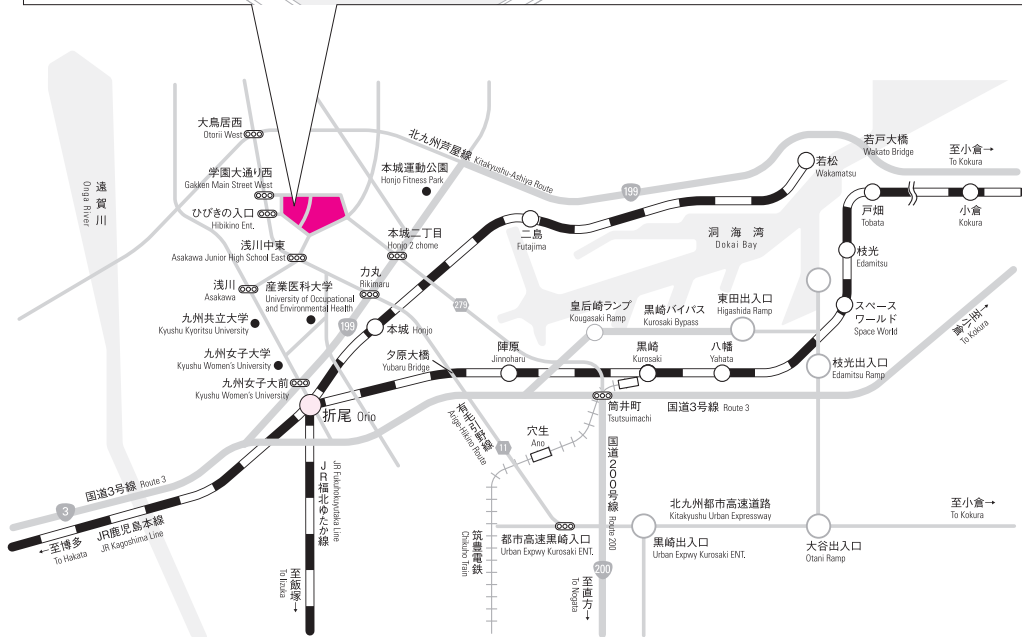 大鳥居西
Otorii West
学園大通り西
Gakken Main Street West
ひびきの入口
Hibikino Ent.
浅川中東
Asakawa Junior High School East
浅川
Asakawa
遠賀川
Onga River
北九州芦屋線 Kitakyushu-Ashiya Route
本城運動公園
Honjo Fitness Park
本城二丁目
Honjo 2 chome
力丸
Rikimaru
産業医科大学
University of Occupational
and Environmental Health
九州共立大学
Kyushu Kyoritsu University
九州女子大学
Kyushu Women's University
九州女子大前
Kyushu Women's University
199
199
279
本城 Honjo
二島
Futajima
若松
Wakamatsu
若戸大橋
Wakato Bridge
至小倉→
To Kokura
戸畑
Tobata
小倉
Kokura
洞海湾
Dokai Bay
枝光
Edamitsu
スペース
ワールド
Space World
至小倉→
To Kokura
皇后崎ランプ
Kougasaki Ramp
黒崎バイパス
Kurosaki Bypass
東田出入口
Higashida Ramp
枝光出入口
Edamitsu Ramp
夕原大橋
Yubaru Bridge
陣原
Jinnoharu
黒崎
Kurosaki
八幡
Yahata
折尾 Orio
筒井町
Tsutsuimachi
国道3号線 Route 3
有毛引野線
Arige-Hikino Route
11
穴生
Ano
国道200号線 Route 200
200
至直方→
To Nogata
国道3号線 Route 3
3
JR鹿児島本線
JR Kagoshima Line
←至博多
To Hakata
JR福北ゆたか線
JR Fukuhokuyutaka Line
至飯塚→
To Iizuka
筑豊電鉄
Chikuho Train
都市高速黒崎入口
Urban Expwy Kurosaki ENT.
黒崎出入口
Urban Expwy Kurosaki ENT.
北九州都市高速道路
Kitakyushu Urban Expressway
大谷出入口
Otani Ramp
至小倉→
To Kokura